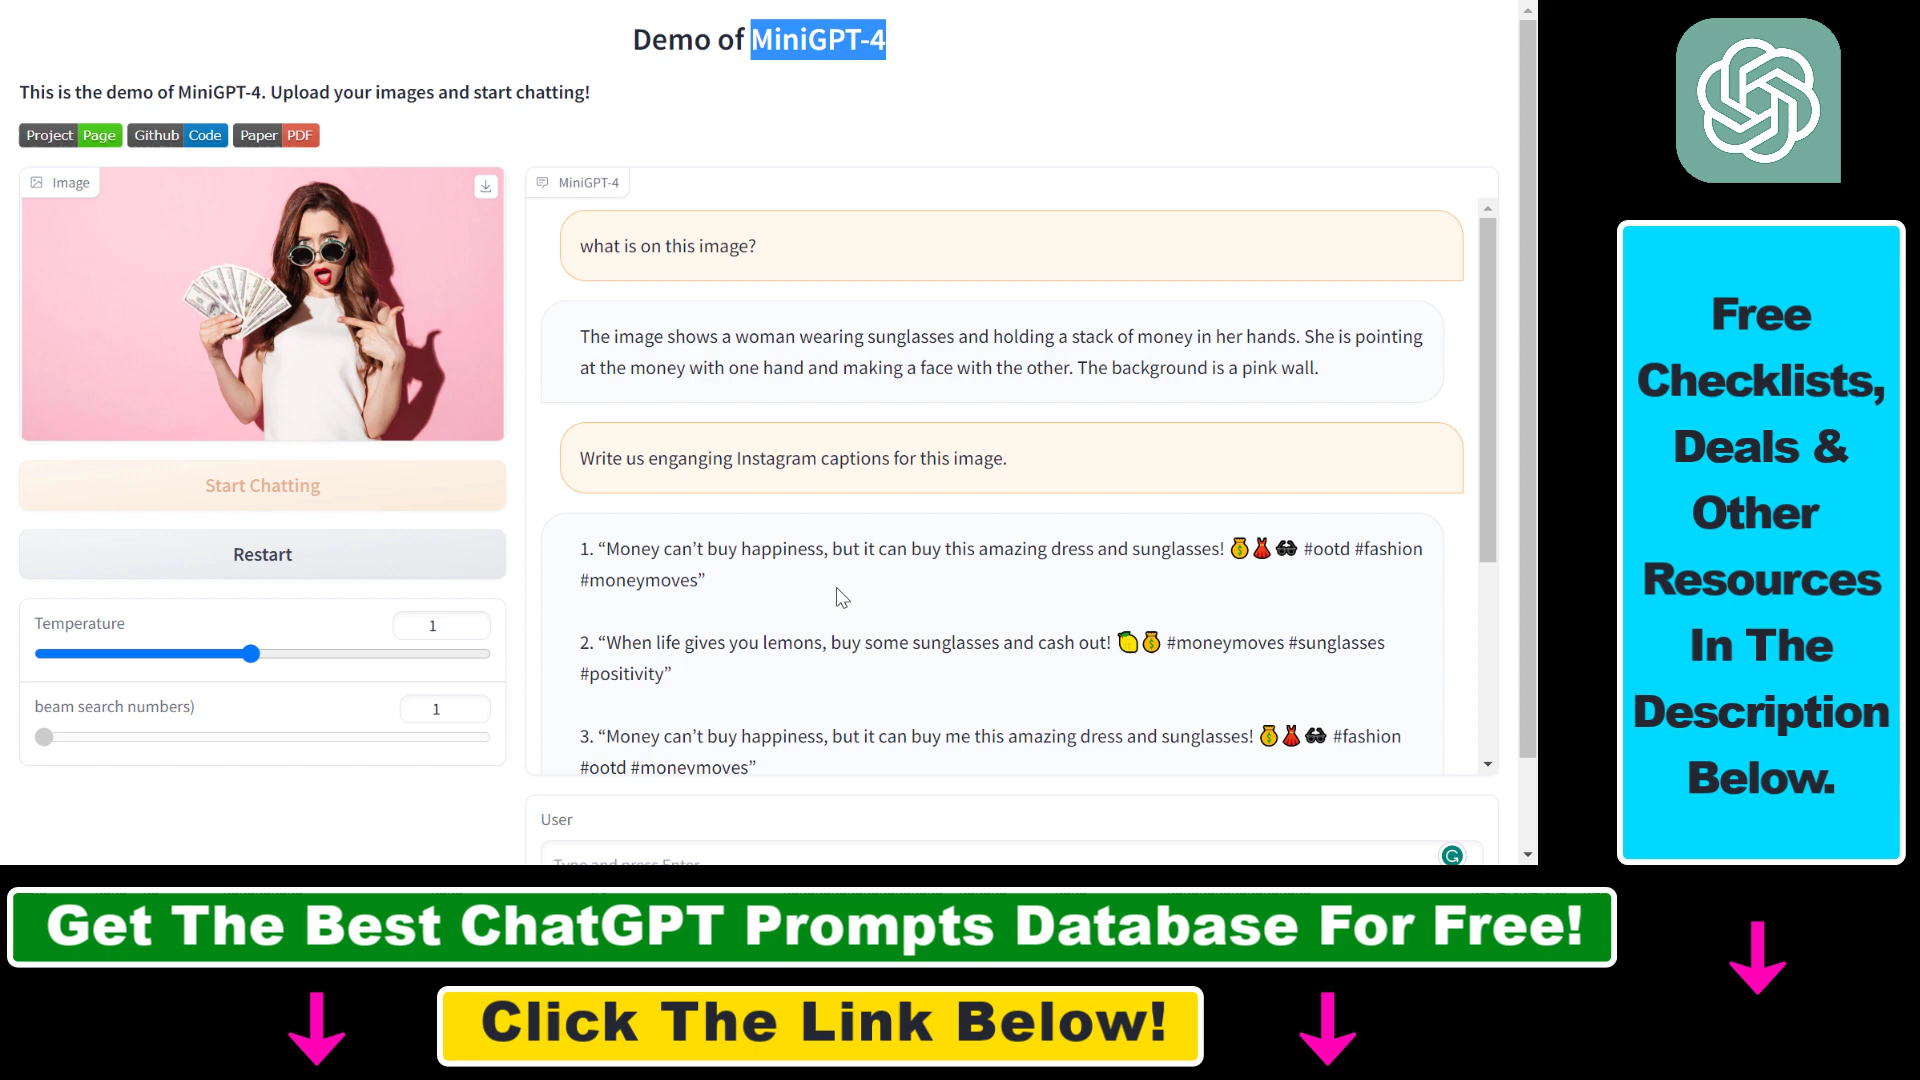 Demo of MiniGPT-4
This is the demo of MiniGPT-4. Upload your images and start chatting!
Project Page Github Code Paper PDF
Image
MiniGPT-4
what is on this image?
The image shows a woman wearing sunglasses and holding a stack of money in her hands. She is pointing
at the money with one hand and making a face with the other. The background is a pink wall.
Write us enganging Instagram captions for this image.
1. “Money can’t buy happiness, but it can buy this amazing dress and sunglasses! 💰👗🕶 #ootd #fashion
#moneymoves”
2. “When life gives you lemons, buy some sunglasses and cash out! 🍋💰 #moneymoves #sunglasses
#positivity”
3. “Money can’t buy happiness, but it can buy me this amazing dress and sunglasses! 💰👗🕶 #fashion
#ootd #moneymoves”
Start Chatting
Restart
Temperature
1
beam search numbers)
1
User
Type and press Enter
Free
Checklists,
Deals &
Other
Resources
In The
Description
Below.
Get The Best ChatGPT Prompts Database For Free!
Click The Link Below!